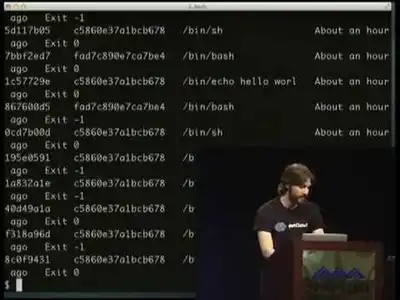 ago Exit -1
5d117b05 c5860e37a1bcb678 /bin/sh About an hour
ago Exit 0
7bbf2ed7 fad7c890e7ca7be4 /bin/bash About an hour
ago Exit 0
1c57729e c5860e37a1bcb678 /bin/echo hello worl About an hour
ago Exit 0
867600d5 fad7c890e7ca7be4 /bin/bash About an hour
ago Exit -1
0cd7b00d c5860e37a1bcb678 /bin/sh About an hour
ago Exit 0
195e0591 c5860e37a1bcb678 /b
ago Exit -1
1a832a1e c5860e37a1bcb678 /b
ago Exit -1
40d49a1a c5860e37a1bcb678 /b
ago Exit 0
f318a96d c5860e37a1bcb678 /b
ago Exit -1
8c0f9431 c5860e37a1bcb678 /b
ago Exit 0
$